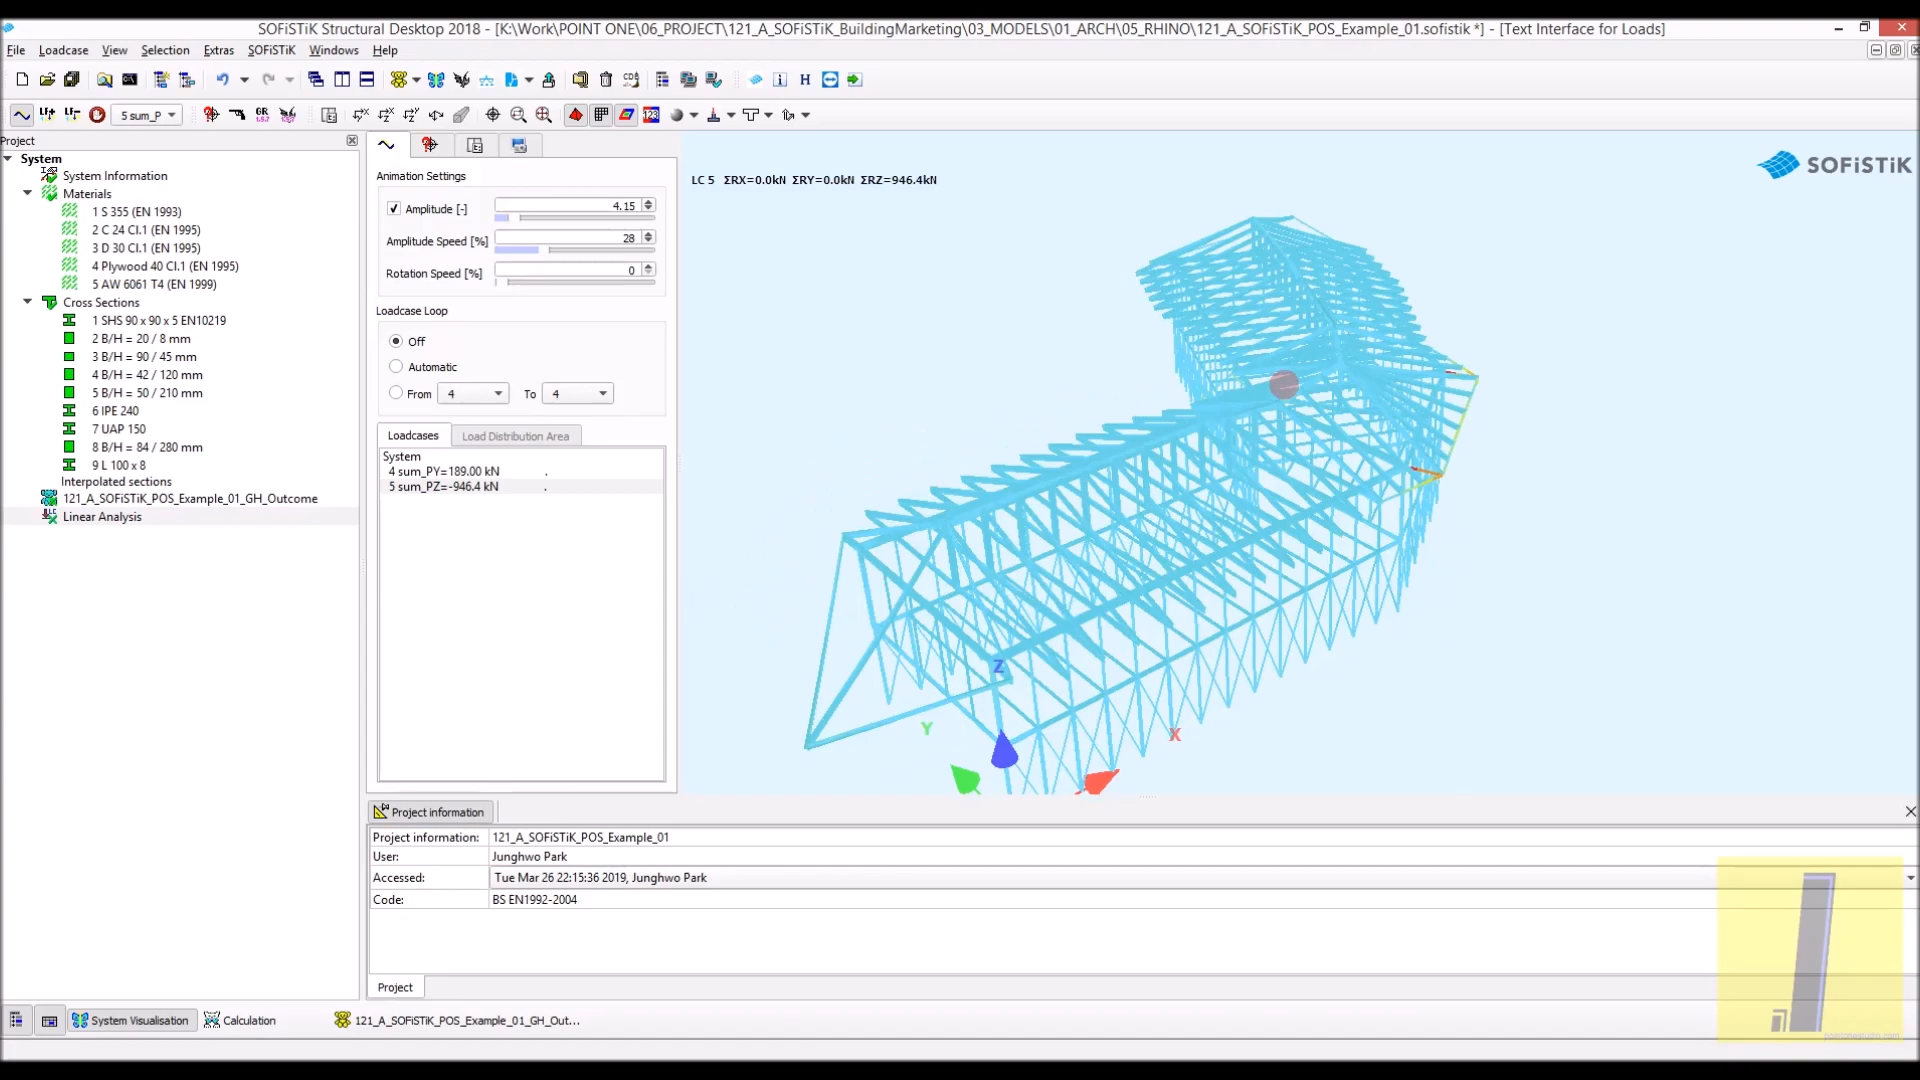 SOFiSTiK Structural Desktop 2018 - [K:\Work\POINT ONE\06_PROJECT\121_A_SOFiSTiK_BuildingMarketing\03_MODELS\01_ARCH\05_RHINO\121_A_SOFiSTiK_POS_Example_01.sofistik *] - [Text Interface for Loads]
File Loadcase View Selection Extras SOFiSTiK Windows Help
LF+ LF- 5 sum_P GR 123
Project
System
System Information
Materials
1 S 355 (EN 1993)
2 C 24 Cl.1 (EN 1995)
3 D 30 Cl.1 (EN 1995)
4 Plywood 40 Cl.1 (EN 1995)
5 AW 6061 T4 (EN 1999)
Cross Sections
1 SHS 90 x 90 x 5 EN10219
2 B/H = 20 / 8 mm
3 B/H = 90 / 45 mm
4 B/H = 42 / 120 mm
5 B/H = 50 / 210 mm
6 IPE 240
7 UAP 150
8 B/H = 84 / 280 mm
9 L 100 x 8
Interpolated sections
121_A_SOFiSTiK_POS_Example_01_GH_Outcome
Linear Analysis
Animation Settings
Amplitude [-] 4.15
Amplitude Speed [%] 28
Rotation Speed [%] 0
Loadcase Loop
Off
Automatic
From 4 To 4
Loadcases Load Distribution Area
System
4 sum_PY=189.00 kN .
5 sum_PZ=-946.4 kN .
LC 5 ΣRX=0.0kN ΣRY=0.0kN ΣRZ=946.4kN
SOFiSTiK
Z
Y
X
Project information
Project information: 121_A_SOFiSTiK_POS_Example_01
User: Junghwo Park
Accessed: Tue Mar 26 22:15:36 2019, Junghwo Park
Code: BS EN1992-2004
Project
System Visualisation Calculation 121_A_SOFiSTiK_POS_Example_01_GH_Out...